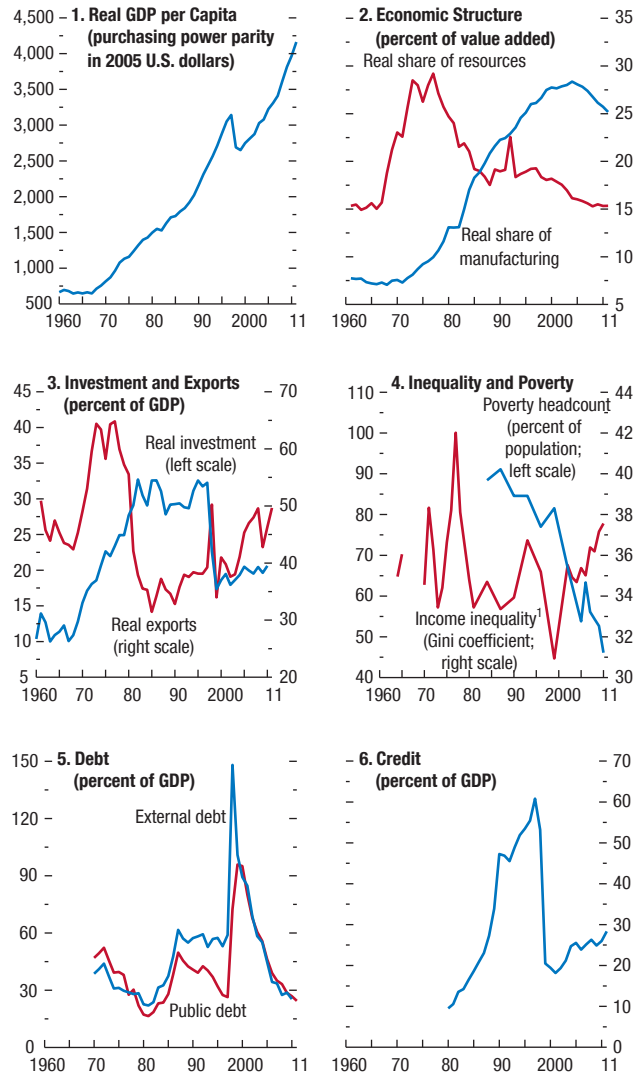 1. Real GDP per Capita
(purchasing power parity
in 2005 U.S. dollars)
4,500
4,000
3,500
3,000
2,500
2,000
1,500
1,000
500
1960 70 80 90 2000 11
2. Economic Structure
(percent of value added)
Real share of resources
Real share of
manufacturing
35
30
25
20
15
10
5
1960 70 80 90 2000 11
3. Investment and Exports
(percent of GDP)
Real investment
(left scale)
Real exports
(right scale)
45
40
35
30
25
20
15
10
5
70
60
50
40
30
20
1960 70 80 90 2000 11
4. Inequality and Poverty
Poverty headcount
(percent of
population;
left scale)
Income inequality¹
(Gini coefficient;
right scale)
110
100
90
80
70
60
50
40
30
44
42
40
38
36
34
32
30
1960 70 80 90 2000 11
5. Debt
(percent of GDP)
External debt
Public debt
150
120
90
60
30
0
1960 70 80 90 2000 11
6. Credit
(percent of GDP)
70
60
50
40
30
20
10
0
1960 70 80 90 2000 11